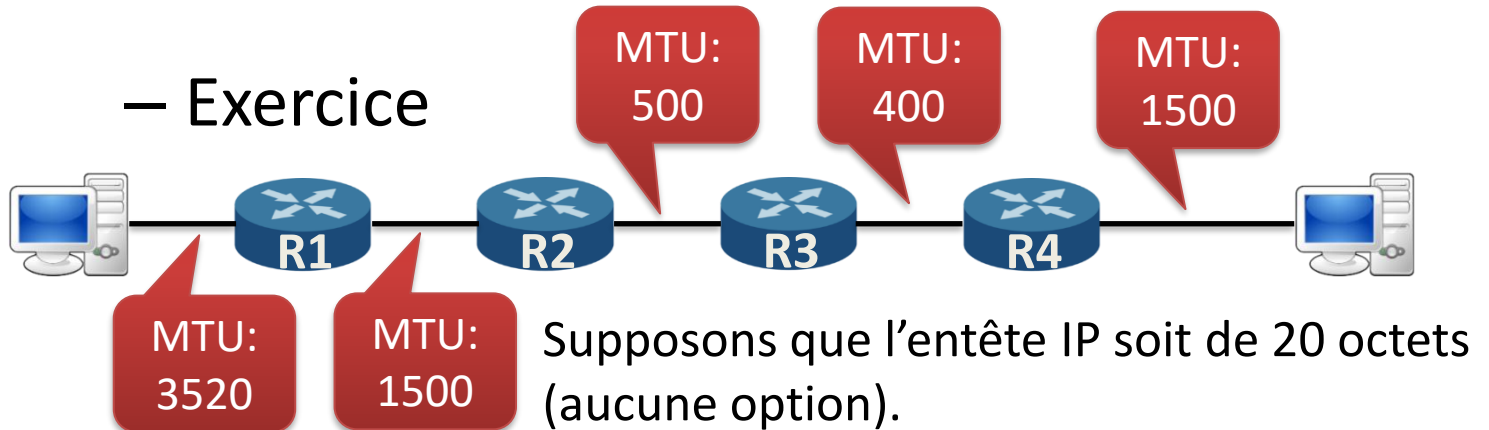 – Exercice
MTU:
500
MTU:
400
MTU:
1500
R1
R2
R3
R4
MTU:
3520
MTU:
1500
Supposons que l’entête IP soit de 20 octets
(aucune option).